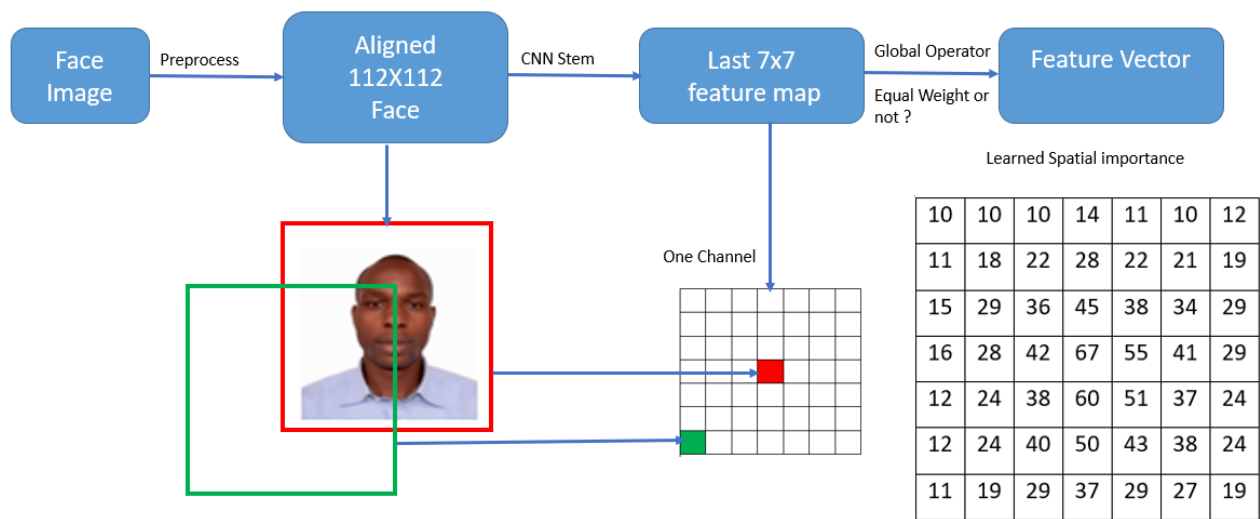 Face
Image
Preprocess
Aligned
112X112
Face
CNN Stem
Last 7x7
feature map
Global Operator
Equal Weight or
not ?
Feature Vector
Learned Spatial importance
One Channel
10 10 10 14 11 10 12
11 18 22 28 22 21 19
15 29 36 45 38 34 29
16 28 42 67 55 41 29
12 24 38 60 51 37 24
12 24 40 50 43 38 24
11 19 29 37 29 27 19